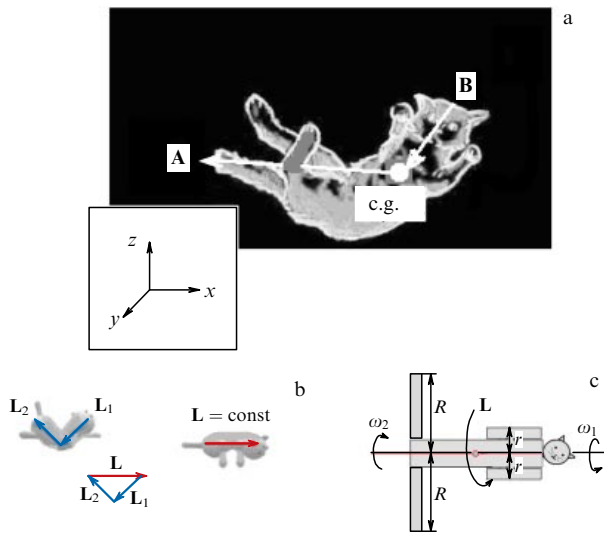 a
B
A
c.g.
z
x
y
b
c
L₂
L₁
L = const
L
L₂
L₁
R
R
ω₂
L
r
r
ω₁